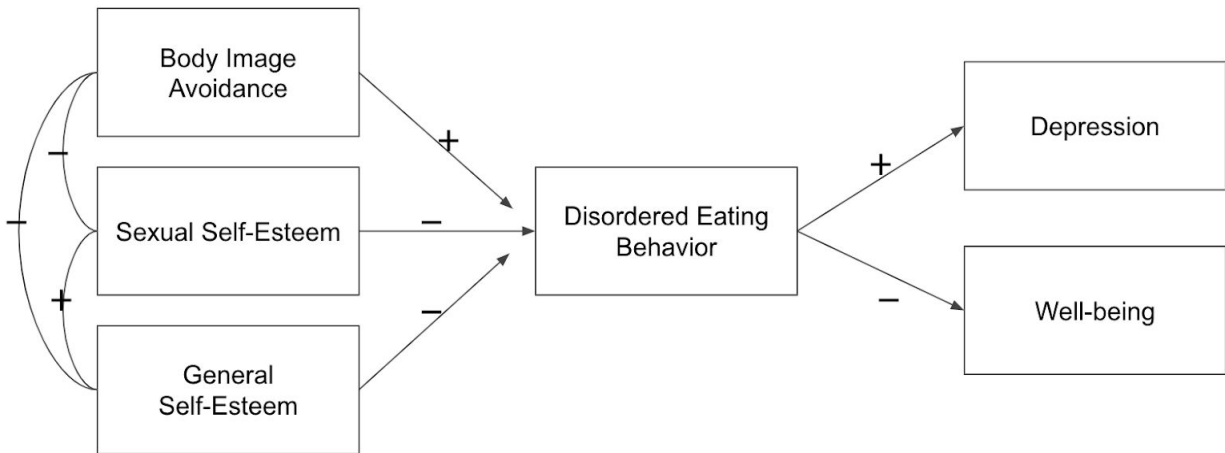 Body Image
Avoidance
+
−
−
Sexual Self-Esteem
−
+
−
General
Self-Esteem
Disordered Eating
Behavior
+
−
Depression
Well-being